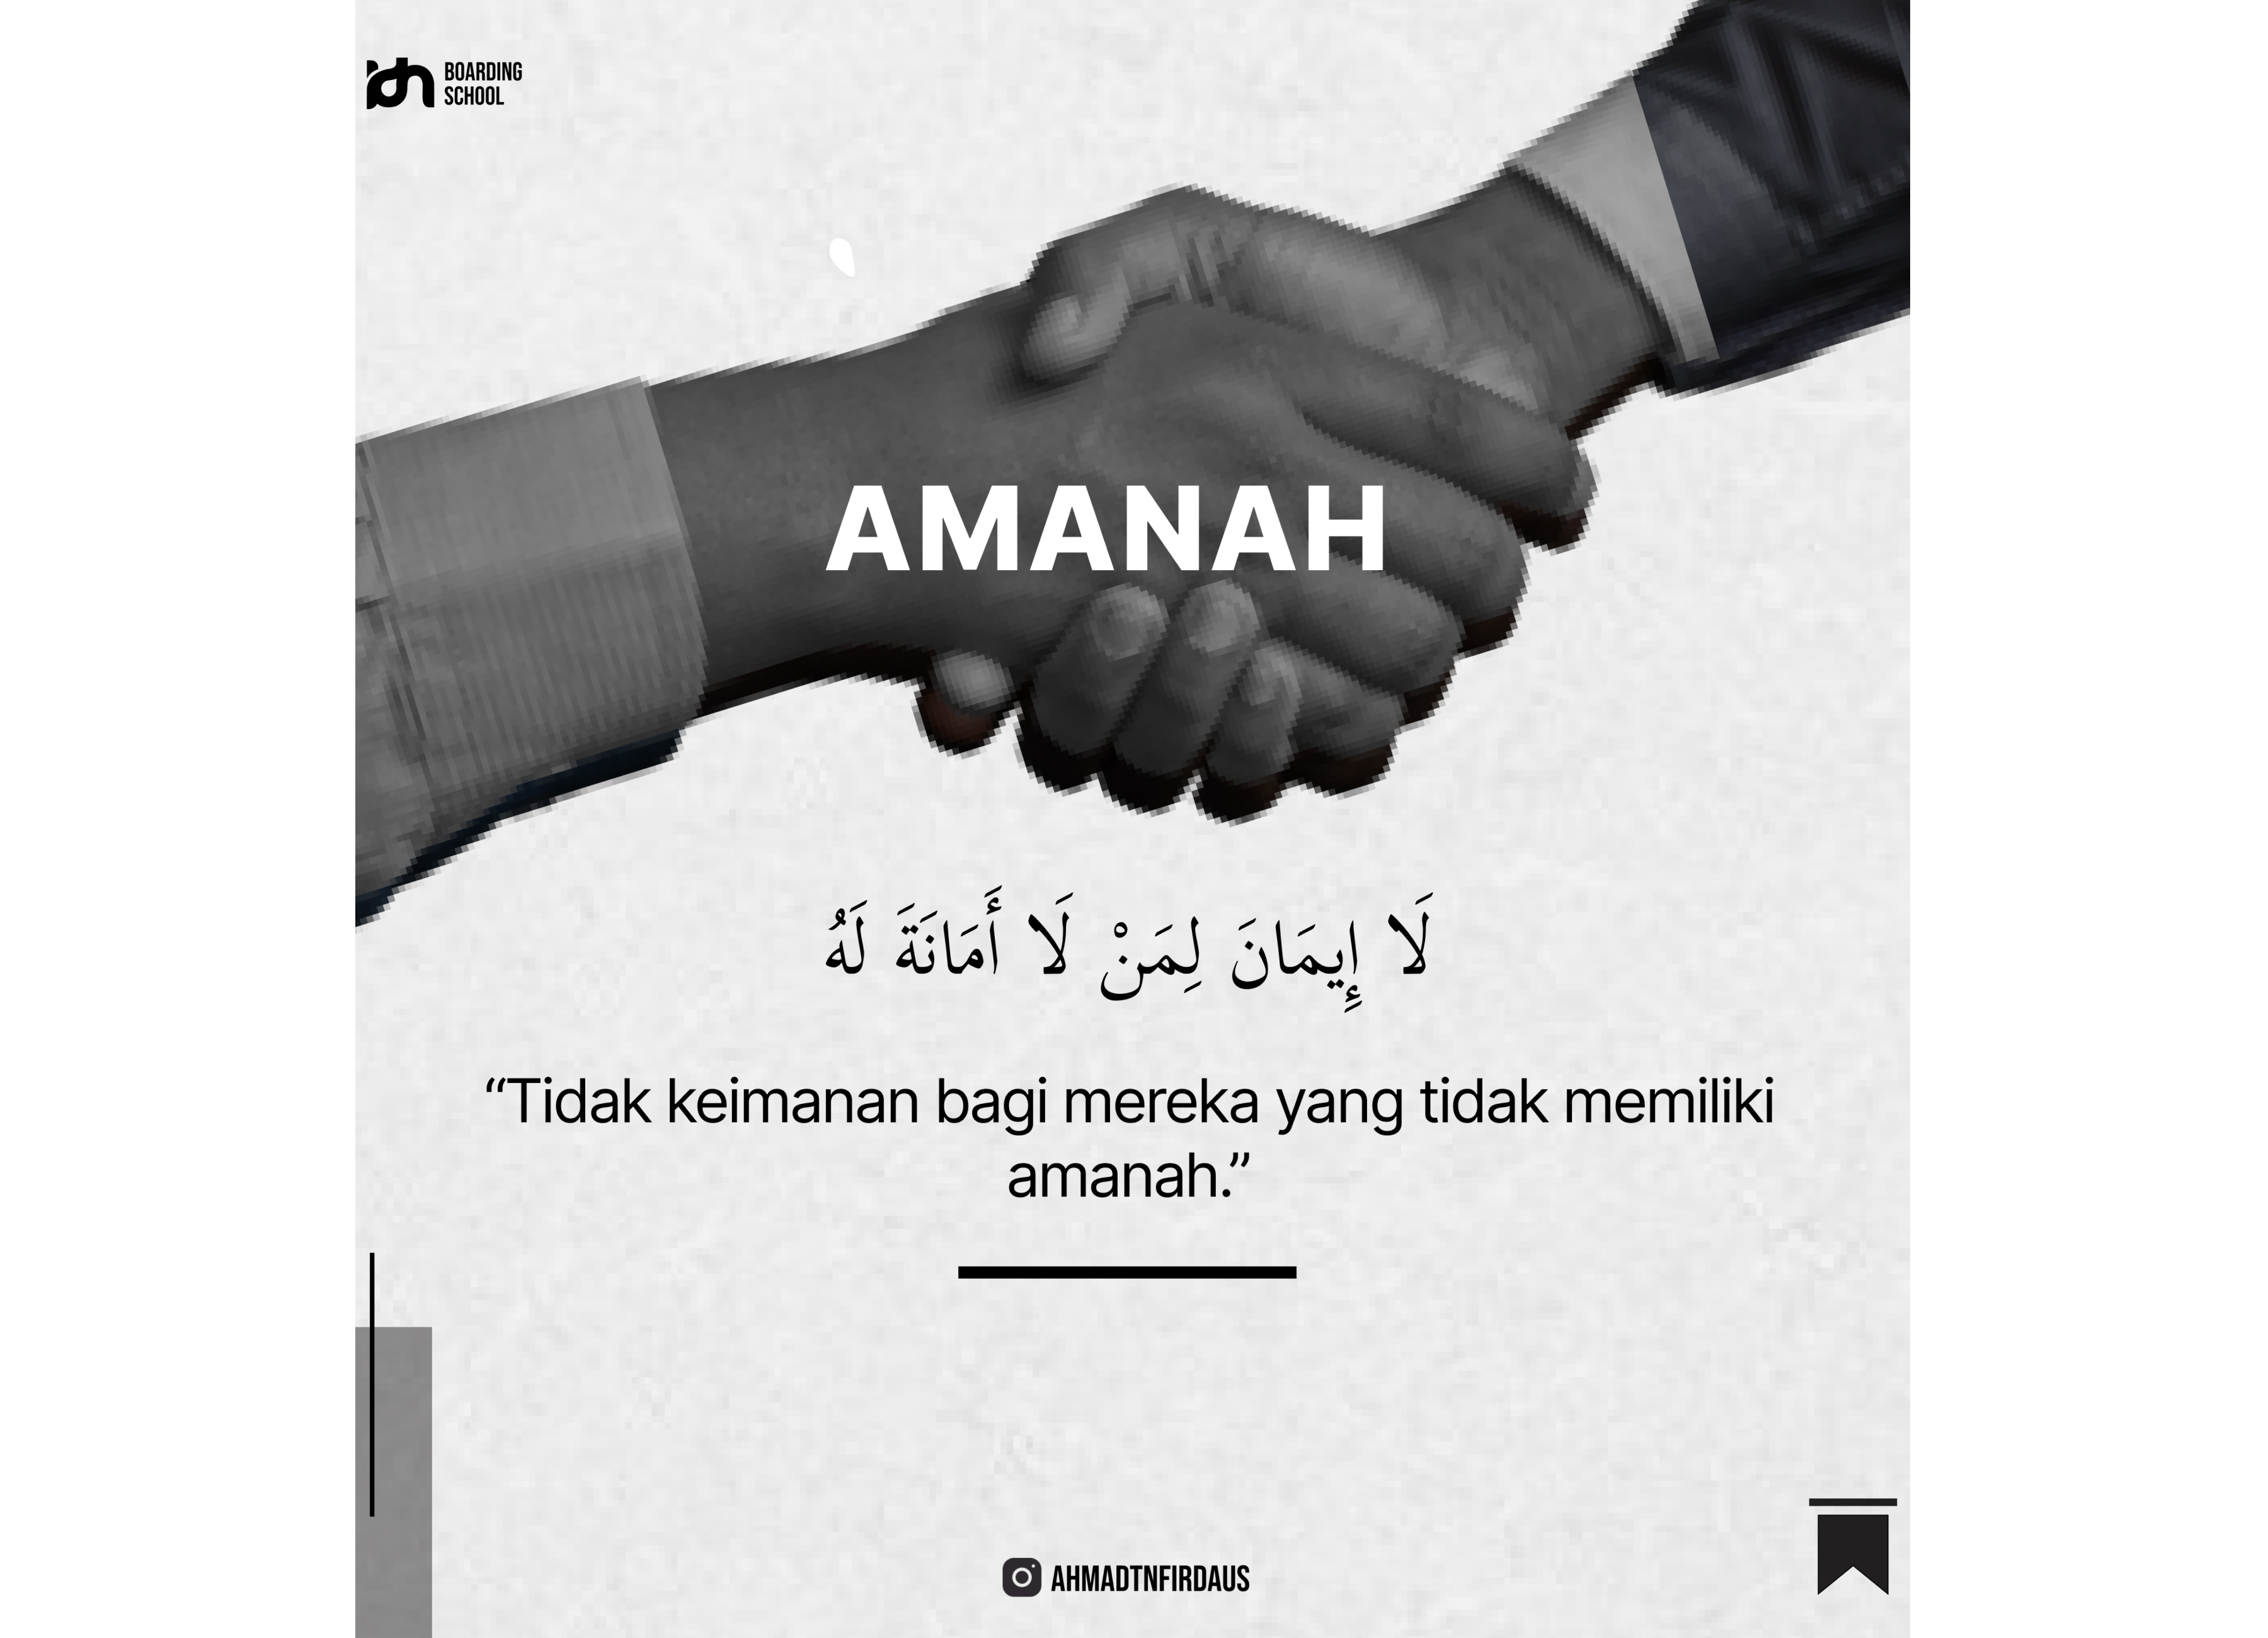 BOARDING
SCHOOL
AMANAH
لَا إِيمَانَ لِمَنْ لَا أَمَانَةَ لَهُ
“Tidak keimanan bagi mereka yang tidak memiliki
amanah.”
AHMADTNFIRDAUS